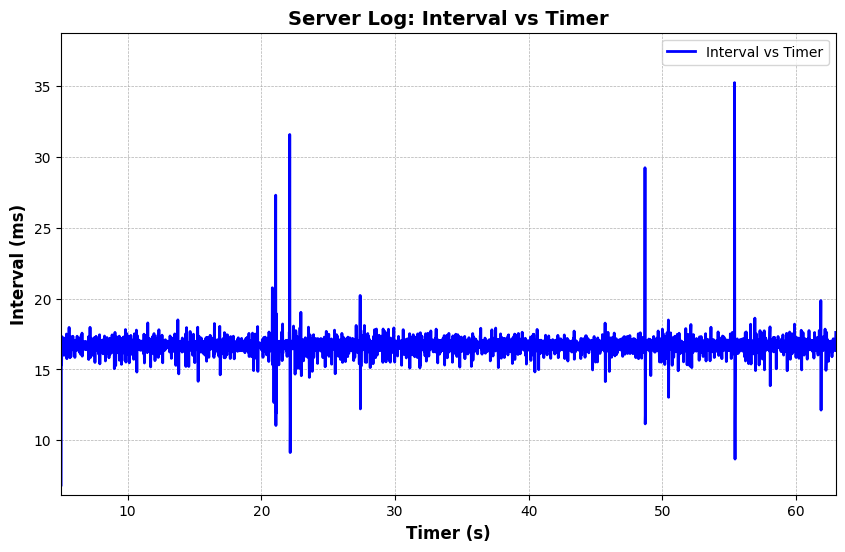 Server Log: Interval vs Timer
Interval vs Timer
35
30
25
20
15
10
Interval (ms)
10 20 30 40 50 60
Timer (s)